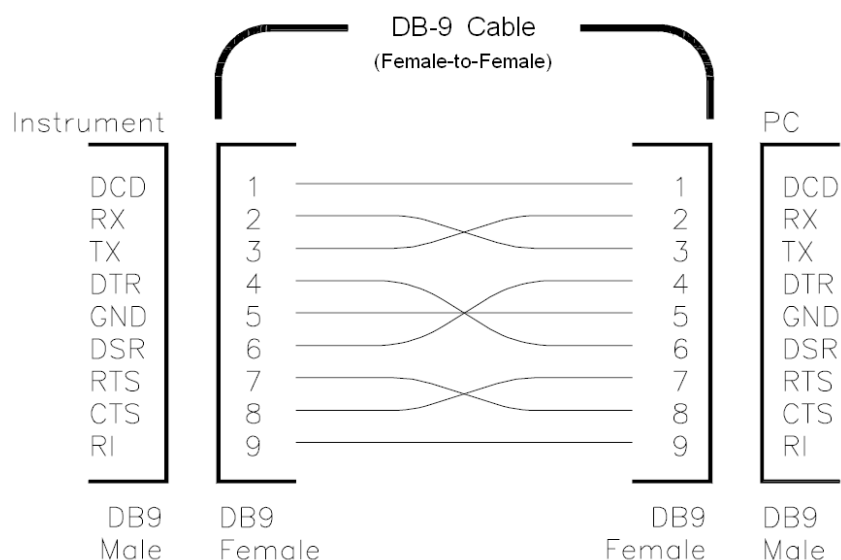 DB-9 Cable
(Female-to-Female)
Instrument PC
DCD 1 1 DCD
RX 2 2 RX
TX 3 3 TX
DTR 4 4 DTR
GND 5 5 GND
DSR 6 6 DSR
RTS 7 7 RTS
CTS 8 8 CTS
RI 9 9 RI
DB9 DB9 DB9 DB9
Male Female Female Male